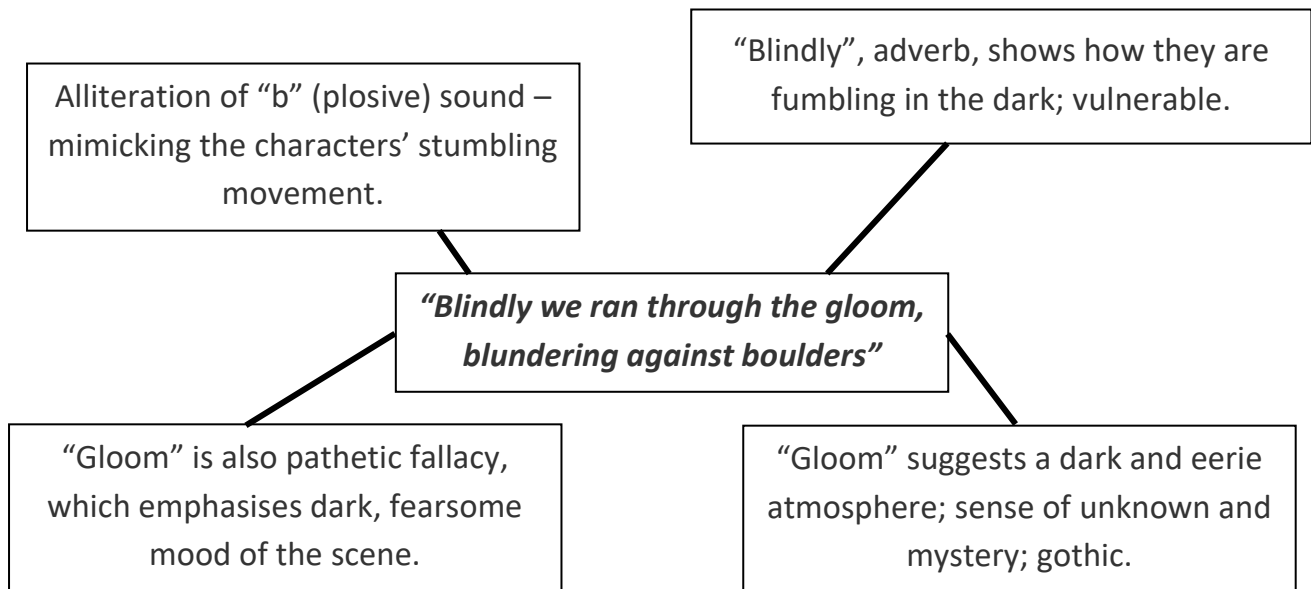 Alliteration of “b” (plosive) sound –
mimicking the characters’ stumbling
movement.
“Blindly”, adverb, shows how they are
fumbling in the dark; vulnerable.
“Blindly we ran through the gloom,
blundering against boulders”
“Gloom” is also pathetic fallacy,
which emphasises dark, fearsome
mood of the scene.
“Gloom” suggests a dark and eerie
atmosphere; sense of unknown and
mystery; gothic.